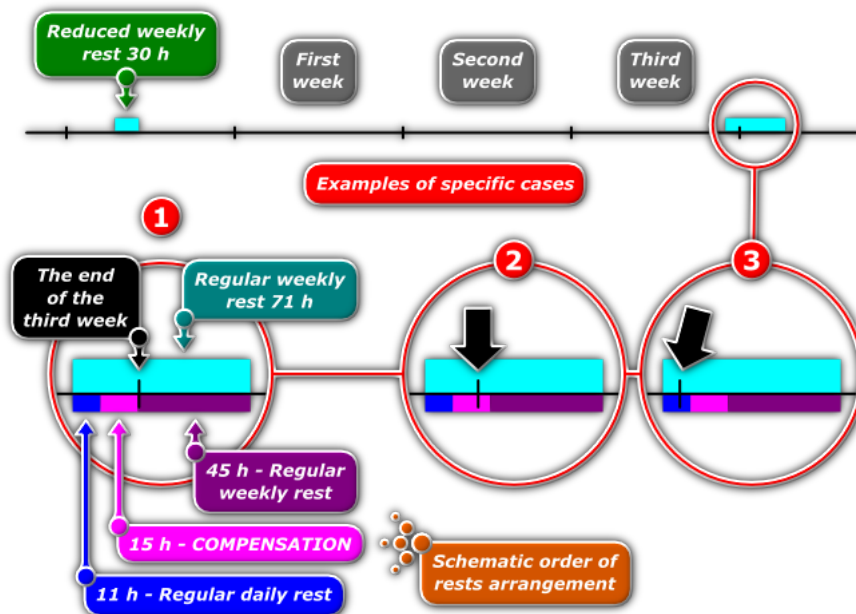 Reduced weekly
rest 30 h
First
week
Second
week
Third
week
Examples of specific cases
1
2
3
The end
of the
third week
Regular weekly
rest 71 h
45 h - Regular
weekly rest
15 h - COMPENSATION
11 h - Regular daily rest
Schematic order of
rests arrangement